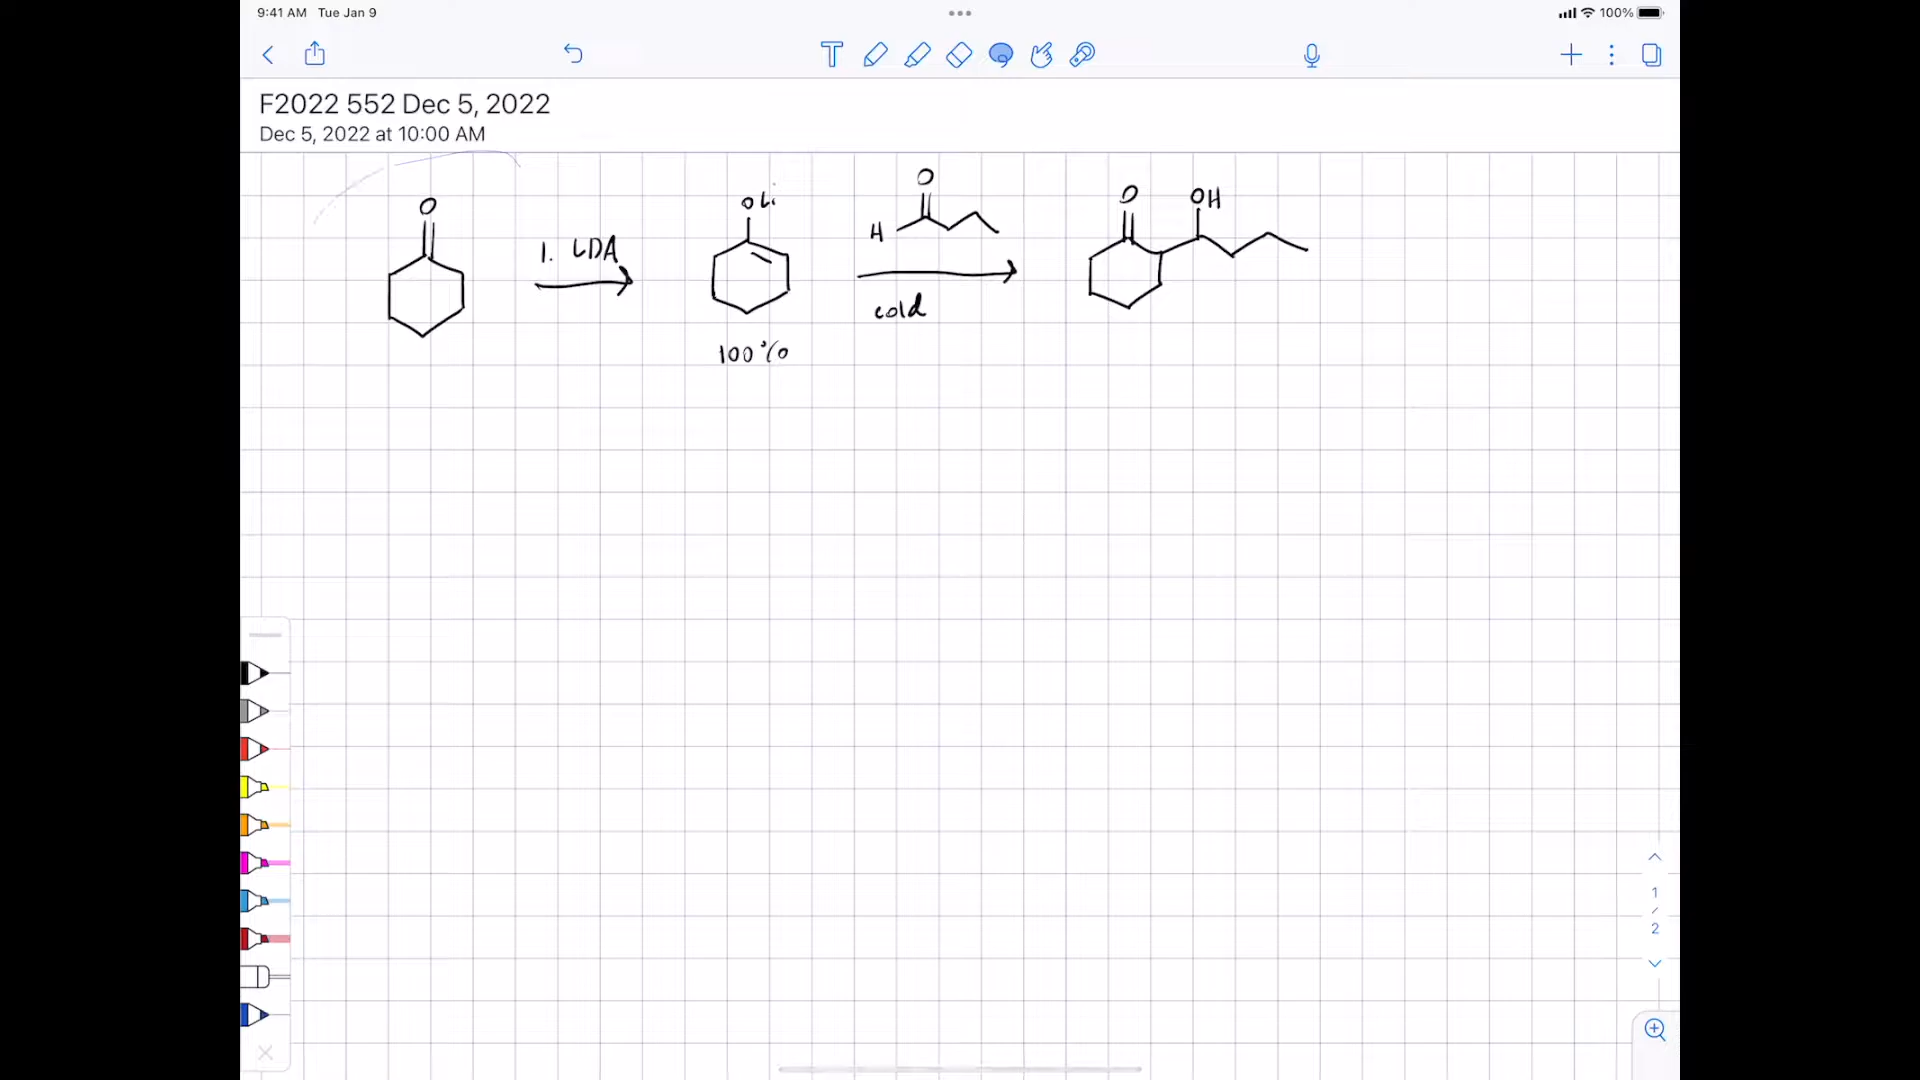 9:41 AM Tue Jan 9
100%
F2022 552 Dec 5, 2022
Dec 5, 2022 at 10:00 AM
O
1. LDA
OLi
100%
O
H
cold
O
OH
1
/
2